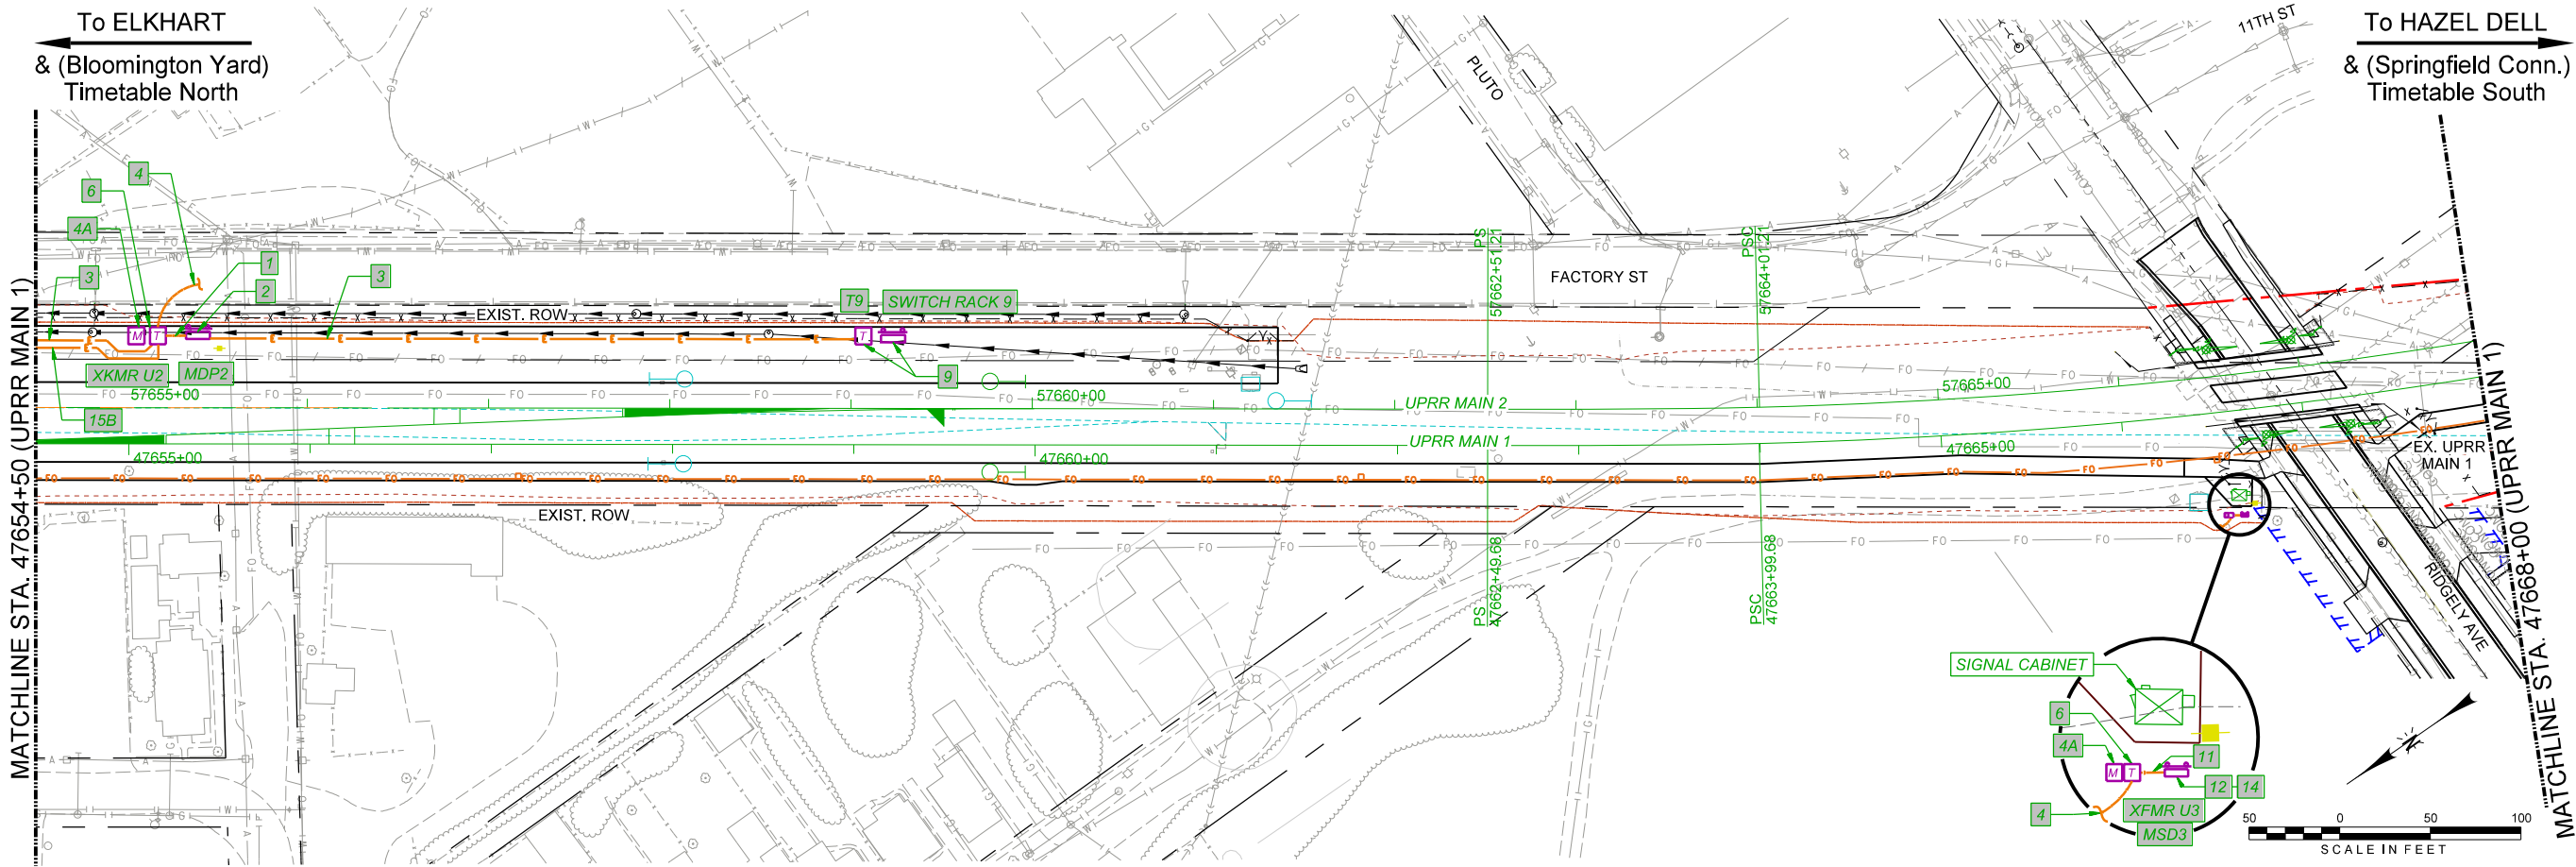 To ELKHART
& (Bloomington Yard)
Timetable North
To HAZEL DELL
& (Springfield Conn.)
Timetable South
11TH ST
PLUTO
4
6
4A
3
1
2
3
T9
SWITCH RACK 9
EXIST. ROW
FACTORY ST
PS
57662+51.21
PSC
57664+01.21
M
T
T
XKMR U2
MDP2
9
15B
57655+00
57660+00
57665+00
UPRR MAIN 2
UPRR MAIN 1
47655+00
47660+00
47665+00
EX. UPRR
MAIN 1
EXIST. ROW
PS
47662+49.68
PSC
47663+99.68
RIDGELY AVE
SIGNAL CABINET
6
4A
M
T
11
12
14
4
XFMR U3
MSD3
N
50
0
50
100
SCALE IN FEET
MATCHLINE STA. 47654+50 (UPRR MAIN 1)
MATCHLINE STA. 47668+00 (UPRR MAIN 1)